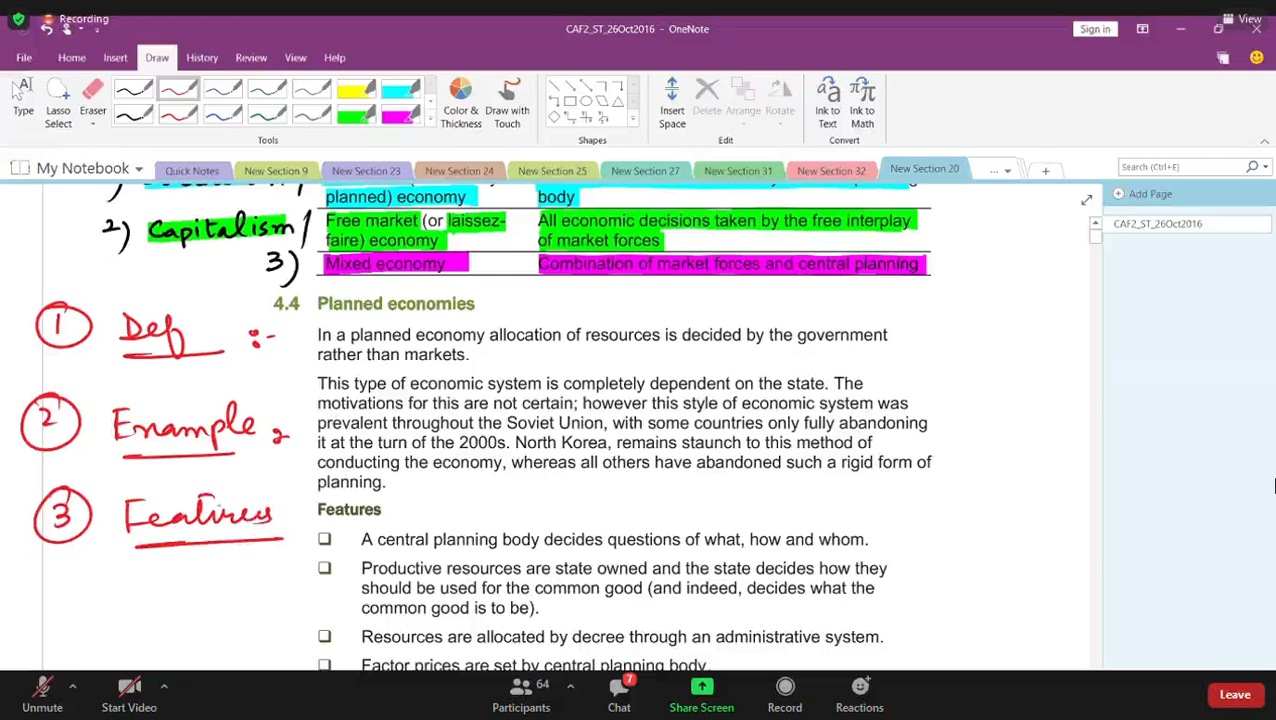 Recording
CAF2_ST_26Oct2016 - OneNote
Sign in
View
File Home Insert Draw History Review View Help
Type
Lasso Select
Eraser
Color & Thickness
Draw with Touch
Insert Space
Delete
Arrange
Rotate
Ink to Text
Ink to Math
Tools
Shapes
Edit
Convert
My Notebook
Quick Notes
New Section 9
New Section 23
New Section 24
New Section 25
New Section 27
New Section 31
New Section 32
New Section 20
...
Search (Ctrl+E)
Add Page
CAF2_ST_26Oct2016
planned) economy body
2) Capitalism / Free market (or laissez- All economic decisions taken by the free interplay
faire) economy of market forces
3) Mixed economy Combination of market forces and central planning
4.4 Planned economies
① Def :-
In a planned economy allocation of resources is decided by the government
rather than markets.
This type of economic system is completely dependent on the state. The
motivations for this are not certain; however this style of economic system was
② Example
prevalent throughout the Soviet Union, with some countries only fully abandoning
it at the turn of the 2000s. North Korea, remains staunch to this method of
conducting the economy, whereas all others have abandoned such a rigid form of
planning.
③ Features
Features
❑ A central planning body decides questions of what, how and whom.
❑ Productive resources are state owned and the state decides how they
should be used for the common good (and indeed, decides what the
common good is to be).
❑ Resources are allocated by decree through an administrative system.
❑ Factor prices are set by central planning body.
Unmute
Start Video
64
Participants
7
Chat
Share Screen
Record
Reactions
Leave